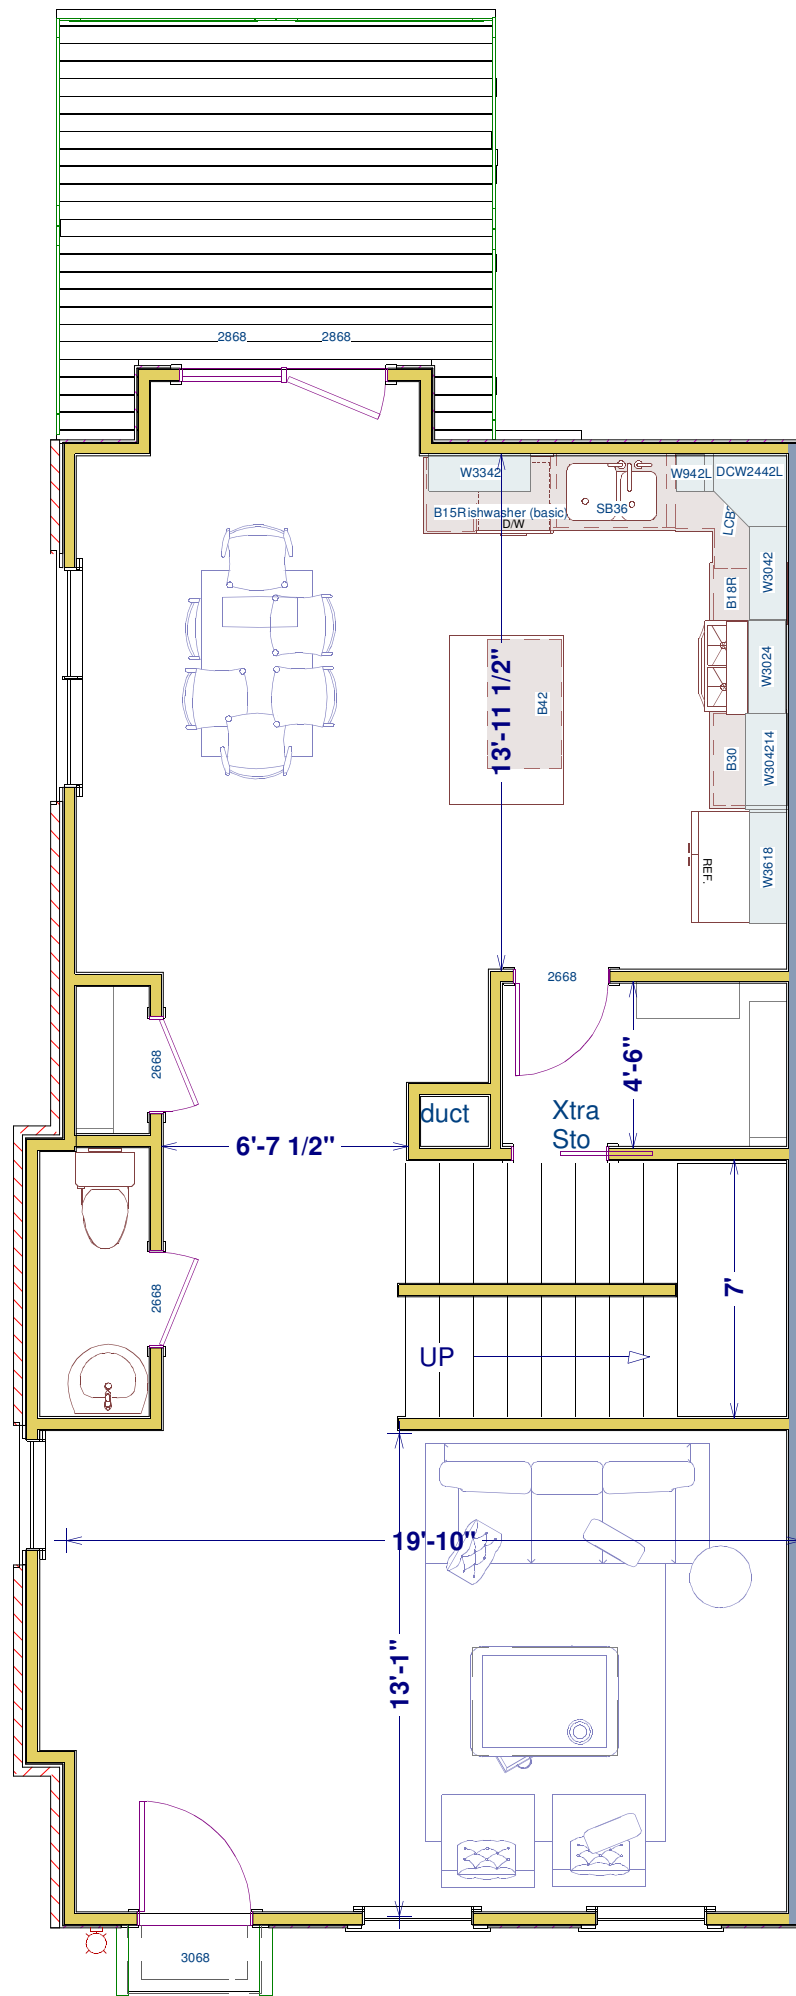 2868 2868
W3342
W942L
DCW2442L
B15R
ishwasher (basic)
D/W
SB36
LCB
W3042
B18R
13'-11 1/2"
B42
W3024
B30
W304214
REF.
W3618
2668
2668
4'-6"
duct
Xtra
Sto
6'-7 1/2"
2668
7'
UP
19'-10"
13'-1"
3068